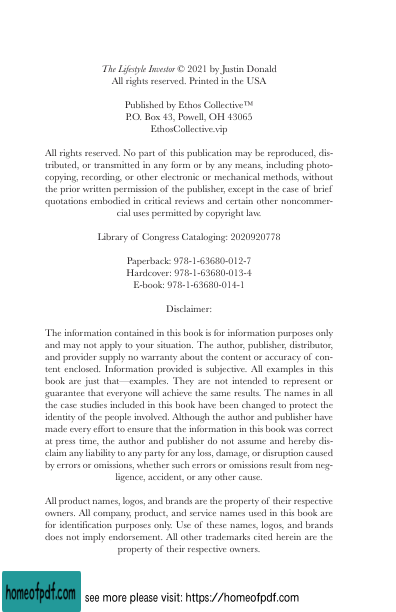 The Lifestyle Investor © 2021 by Justin Donald
All rights reserved. Printed in the USA
Published by Ethos Collective™
P.O. Box 43, Powell, OH 43065
EthosCollective.vip
All rights reserved. No part of this publication may be reproduced, dis-
tributed, or transmitted in any form or by any means, including photo-
copying, recording, or other electronic or mechanical methods, without
the prior written permission of the publisher, except in the case of brief
quotations embodied in critical reviews and certain other noncommer-
cial uses permitted by copyright law.
Library of Congress Cataloging: 2020920778
Paperback: 978-1-63680-012-7
Hardcover: 978-1-63680-013-4
E-book: 978-1-63680-014-1
Disclaimer:
The information contained in this book is for information purposes only
and may not apply to your situation. The author, publisher, distributor,
and provider supply no warranty about the content or accuracy of con-
tent enclosed. Information provided is subjective. All examples in this
book are just that—examples. They are not intended to represent or
guarantee that everyone will achieve the same results. The names in all
the case studies included in this book have been changed to protect the
identity of the people involved. Although the author and publisher have
made every effort to ensure that the information in this book was correct
at press time, the author and publisher do not assume and hereby dis-
claim any liability to any party for any loss, damage, or disruption caused
by errors or omissions, whether such errors or omissions result from neg-
ligence, accident, or any other cause.
All product names, logos, and brands are the property of their respective
owners. All company, product, and service names used in this book are
for identification purposes only. Use of these names, logos, and brands
does not imply endorsement. All other trademarks cited herein are the
property of their respective owners.
homeofpdf.com see more please visit: https://homeofpdf.com